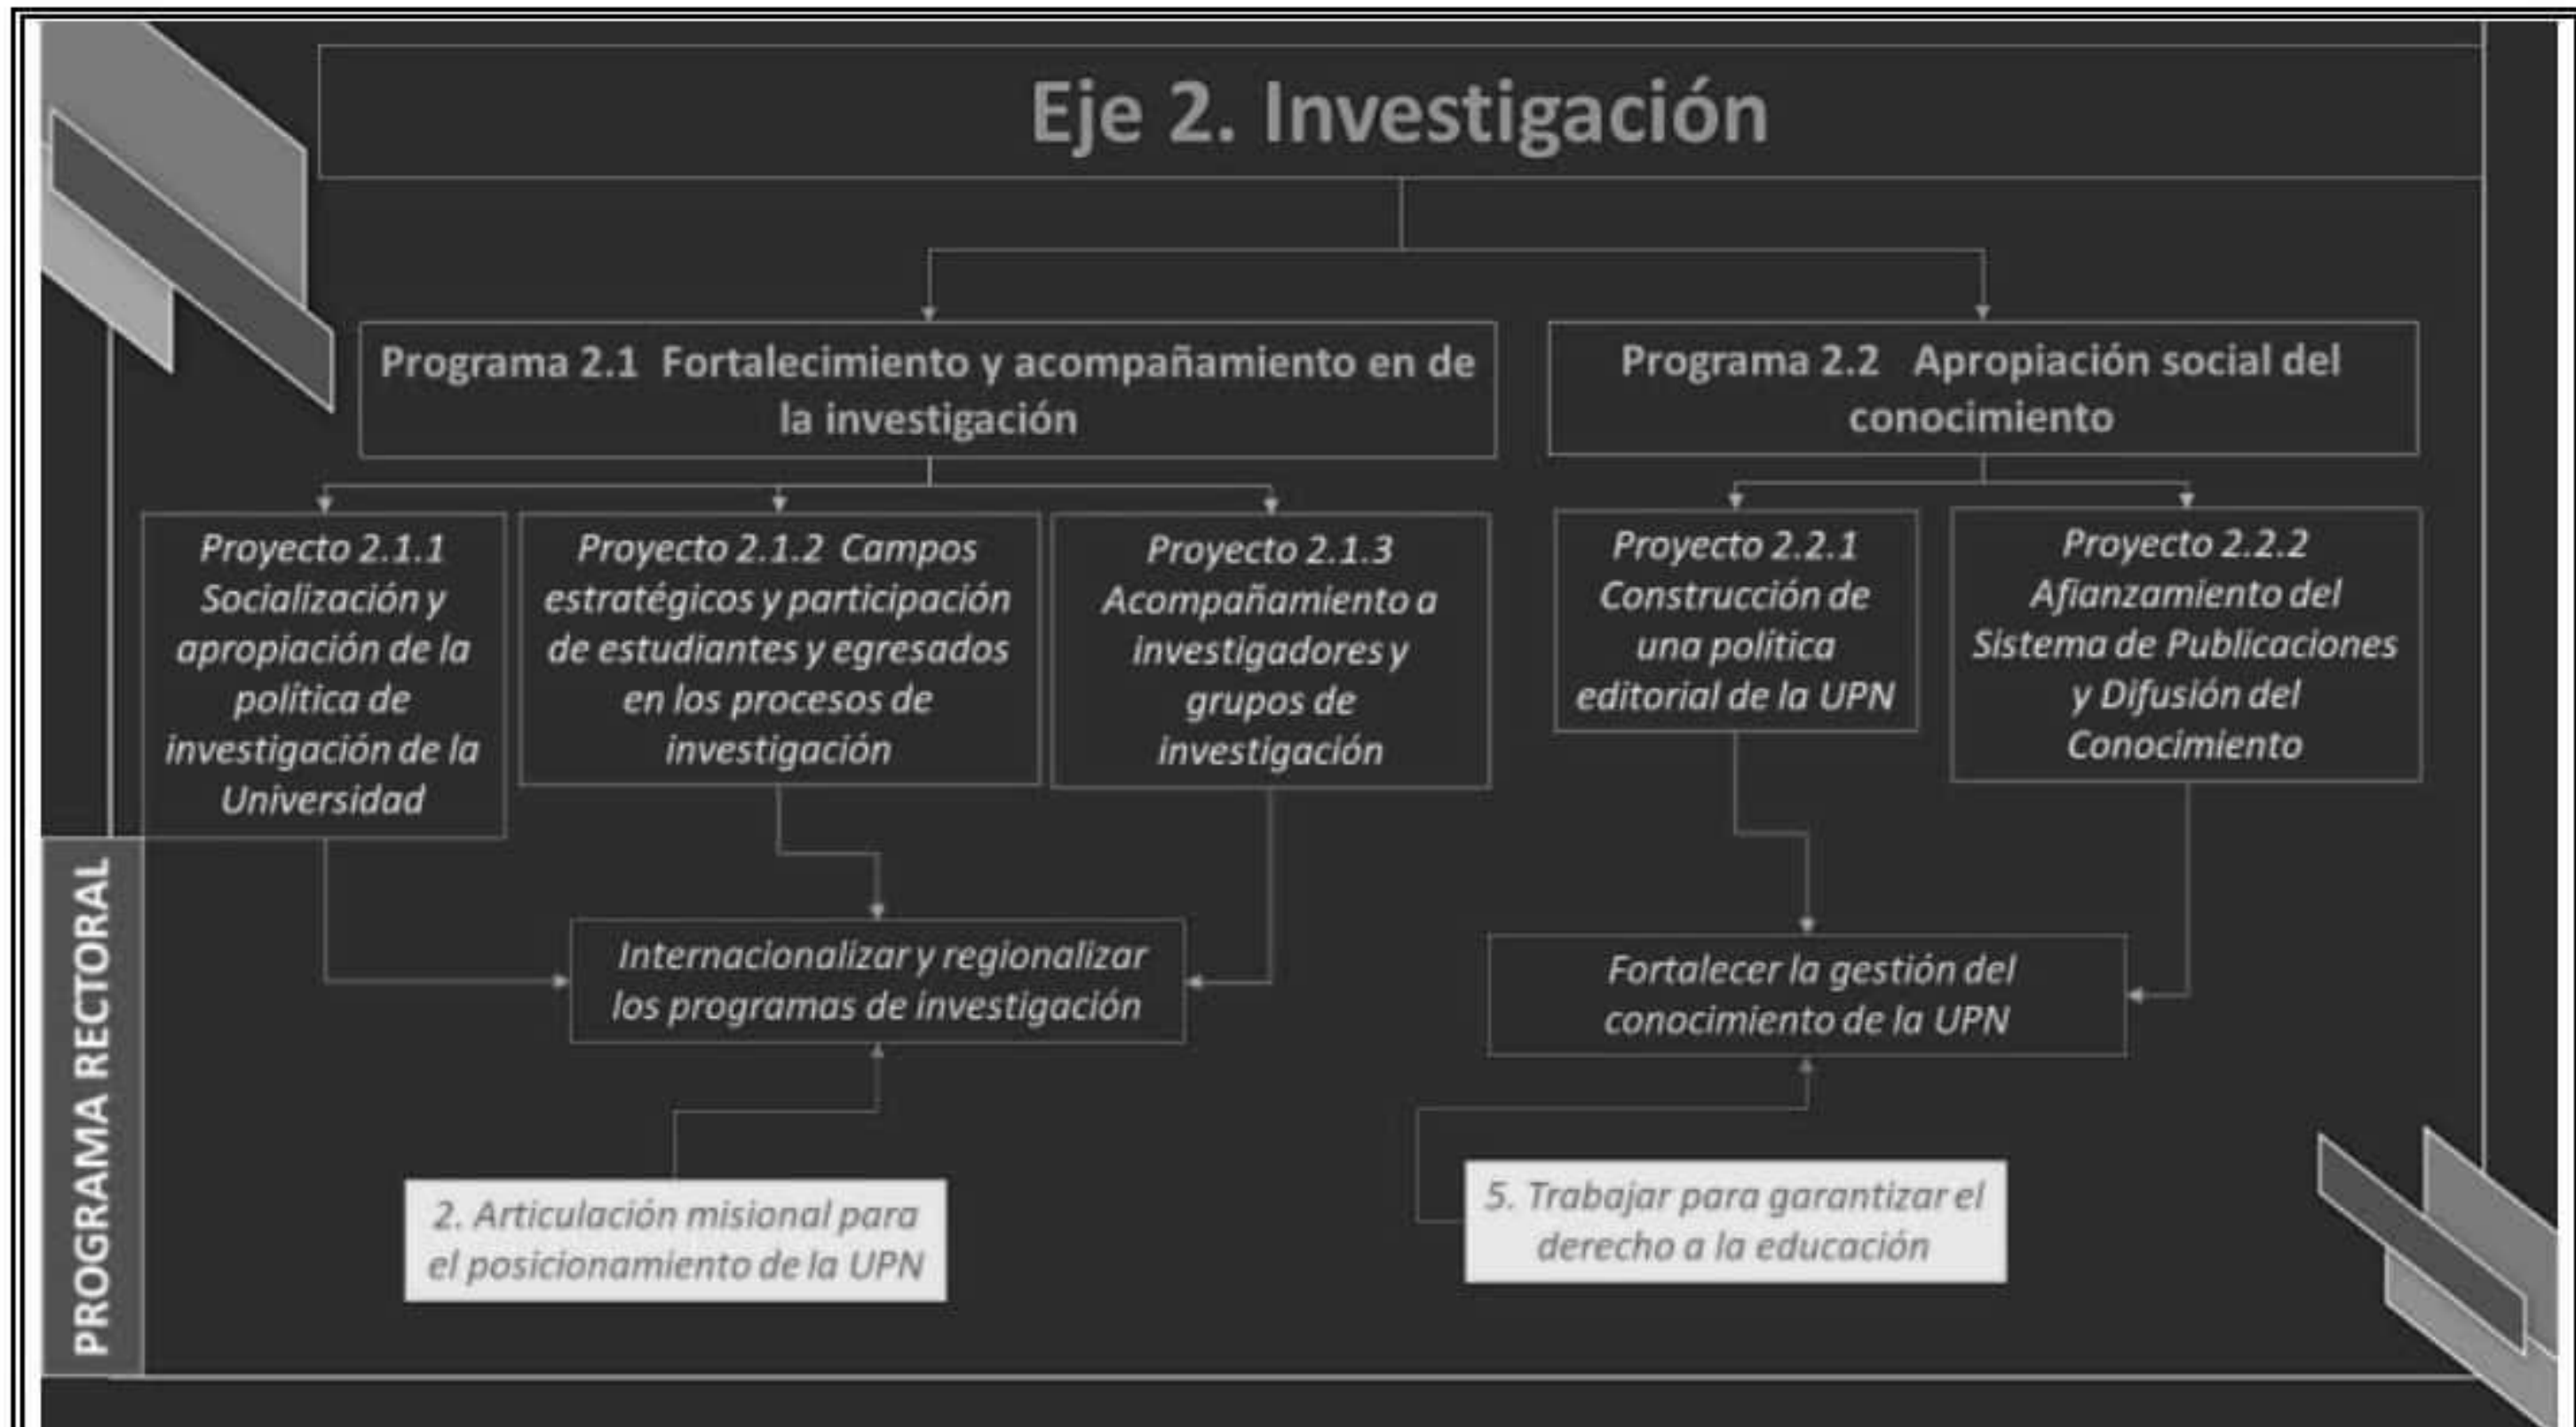 Eje 2. Investigación
Programa 2.1 Fortalecimiento y acompañamiento en de
la investigación
Programa 2.2 Apropiación social del
conocimiento
Proyecto 2.1.1
Socialización y
apropiación de la
política de
investigación de la
Universidad
Proyecto 2.1.2 Campos
estratégicos y participación
de estudiantes y egresados
en los procesos de
investigación
Proyecto 2.1.3
Acompañamiento a
investigadores y
grupos de
investigación
Proyecto 2.2.1
Construcción de
una política
editorial de la UPN
Proyecto 2.2.2
Afianzamiento del
Sistema de Publicaciones
y Difusión del
Conocimiento
PROGRAMA RECTORAL
Internacionalizar y regionalizar
los programas de investigación
Fortalecer la gestión del
conocimiento de la UPN
2. Articulación misional para
el posicionamiento de la UPN
5. Trabajar para garantizar el
derecho a la educación